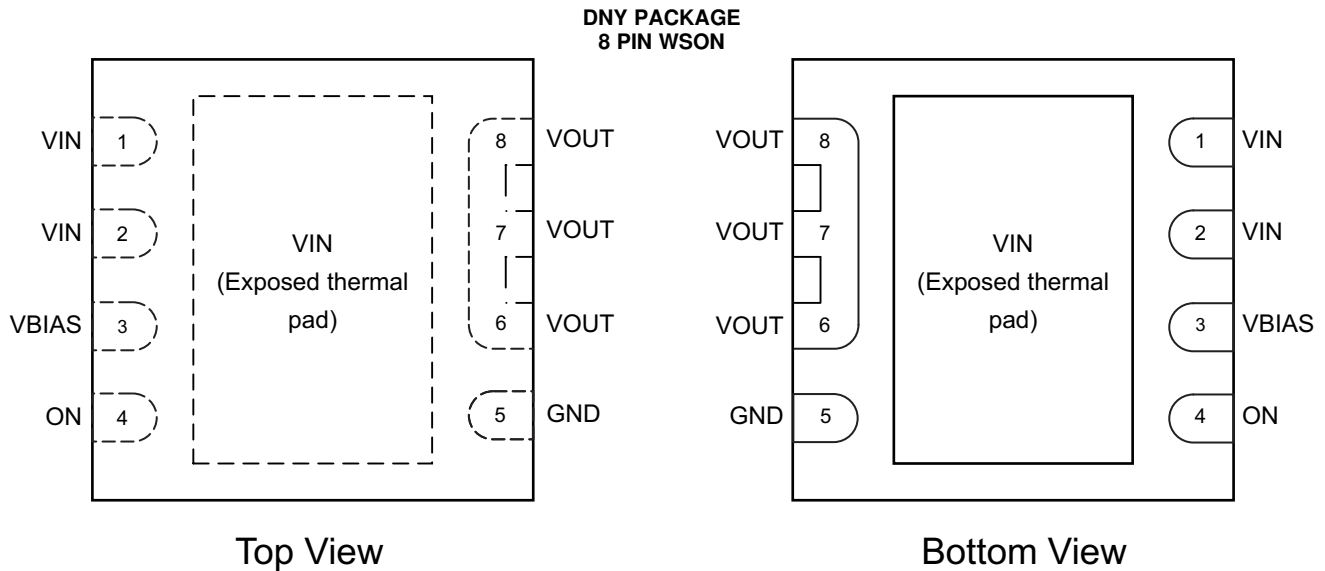 DNY PACKAGE
8 PIN WSON
VIN 1
8 VOUT
VIN 2
7 VOUT
VBIAS 3
6 VOUT
ON 4
5 GND
VIN
(Exposed thermal
pad)
Top View
VOUT 8
1 VIN
VOUT 7
2 VIN
VOUT 6
3 VBIAS
GND 5
4 ON
VIN
(Exposed thermal
pad)
Bottom View